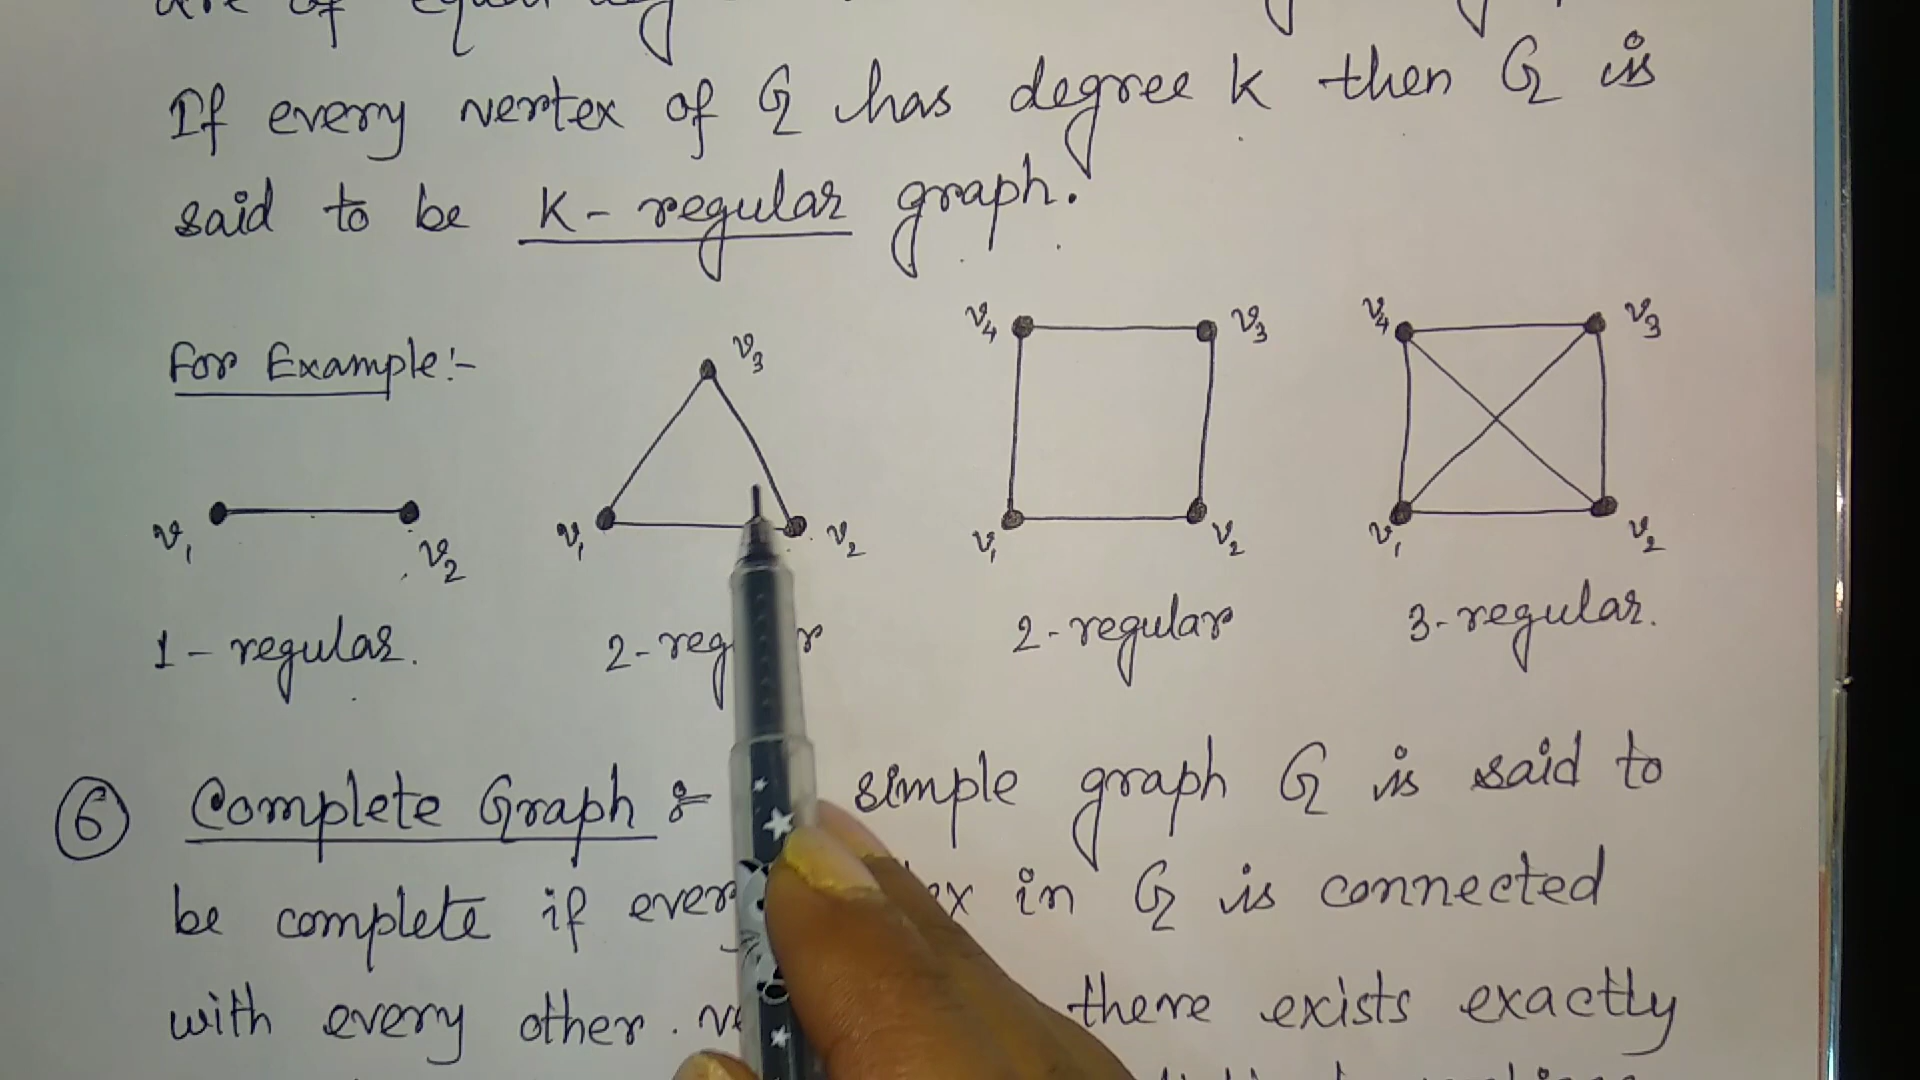 If every vertex of G has degree K then G is
said to be K- regular graph.
For Example:-
v1 v2
v1 v2 v3
v1 v2 v3 v4
v1 v2 v3 v4
1- regular.
2-reg r
2-regular
3-regular.
6 Complete Graph :- simple graph G is said to
be complete if ever ex in G is connected
with every other . ve there exists exactly